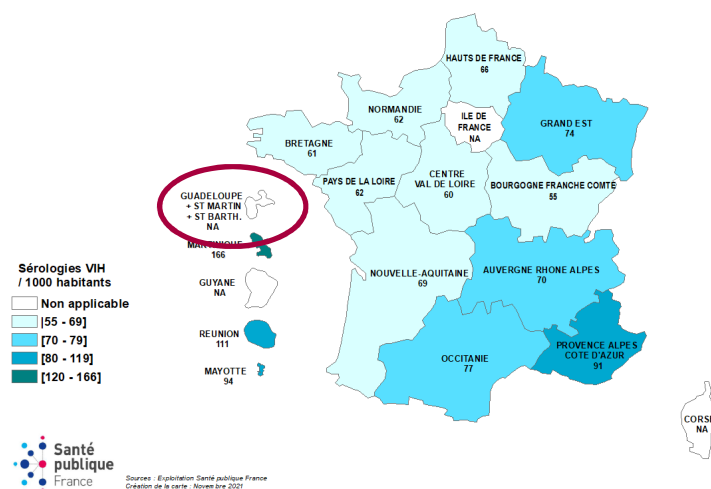 HAUTS DE FRANCE
66
NORMANDIE
62
ILE DE
FRANCE
NA
GRAND EST
74
BRETAGNE
61
PAYS DE LA LOIRE
62
CENTRE
VAL DE LOIRE
60
BOURGOGNE FRANCHE COMTÉ
55
GUADELOUPE
+ ST MARTIN
+ ST BARTH.
NA
MARTINIQUE
166
GUYANE
NA
NOUVELLE-AQUITAINE
69
AUVERGNE RHONE ALPES
70
REUNION
111
MAYOTTE
94
OCCITANIE
77
PROVENCE ALPES
COTE D'AZUR
91
CORSE
NA
Sérologies VIH
/ 1000 habitants
Non applicable
[55 - 69]
[70 - 79]
[80 - 119]
[120 - 166]
Santé
publique
France
Sources : Exploitation Santé publique France
Création de la carte : Novembre 2021